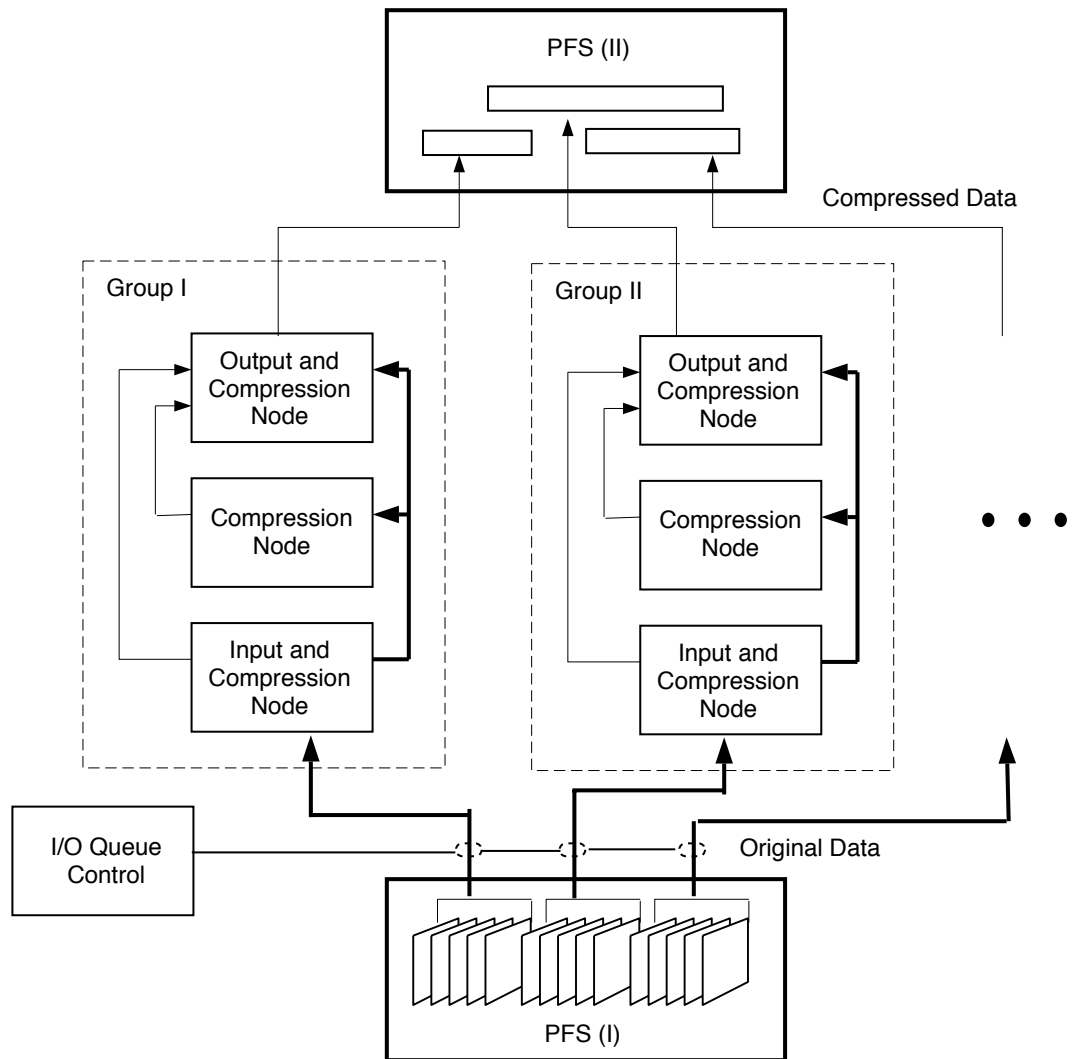 PFS (II)
Compressed Data
Group I
Output and
Compression
Node
Compression
Node
Input and
Compression
Node
Group II
Output and
Compression
Node
Compression
Node
Input and
Compression
Node
I/O Queue
Control
Original Data
PFS (I)